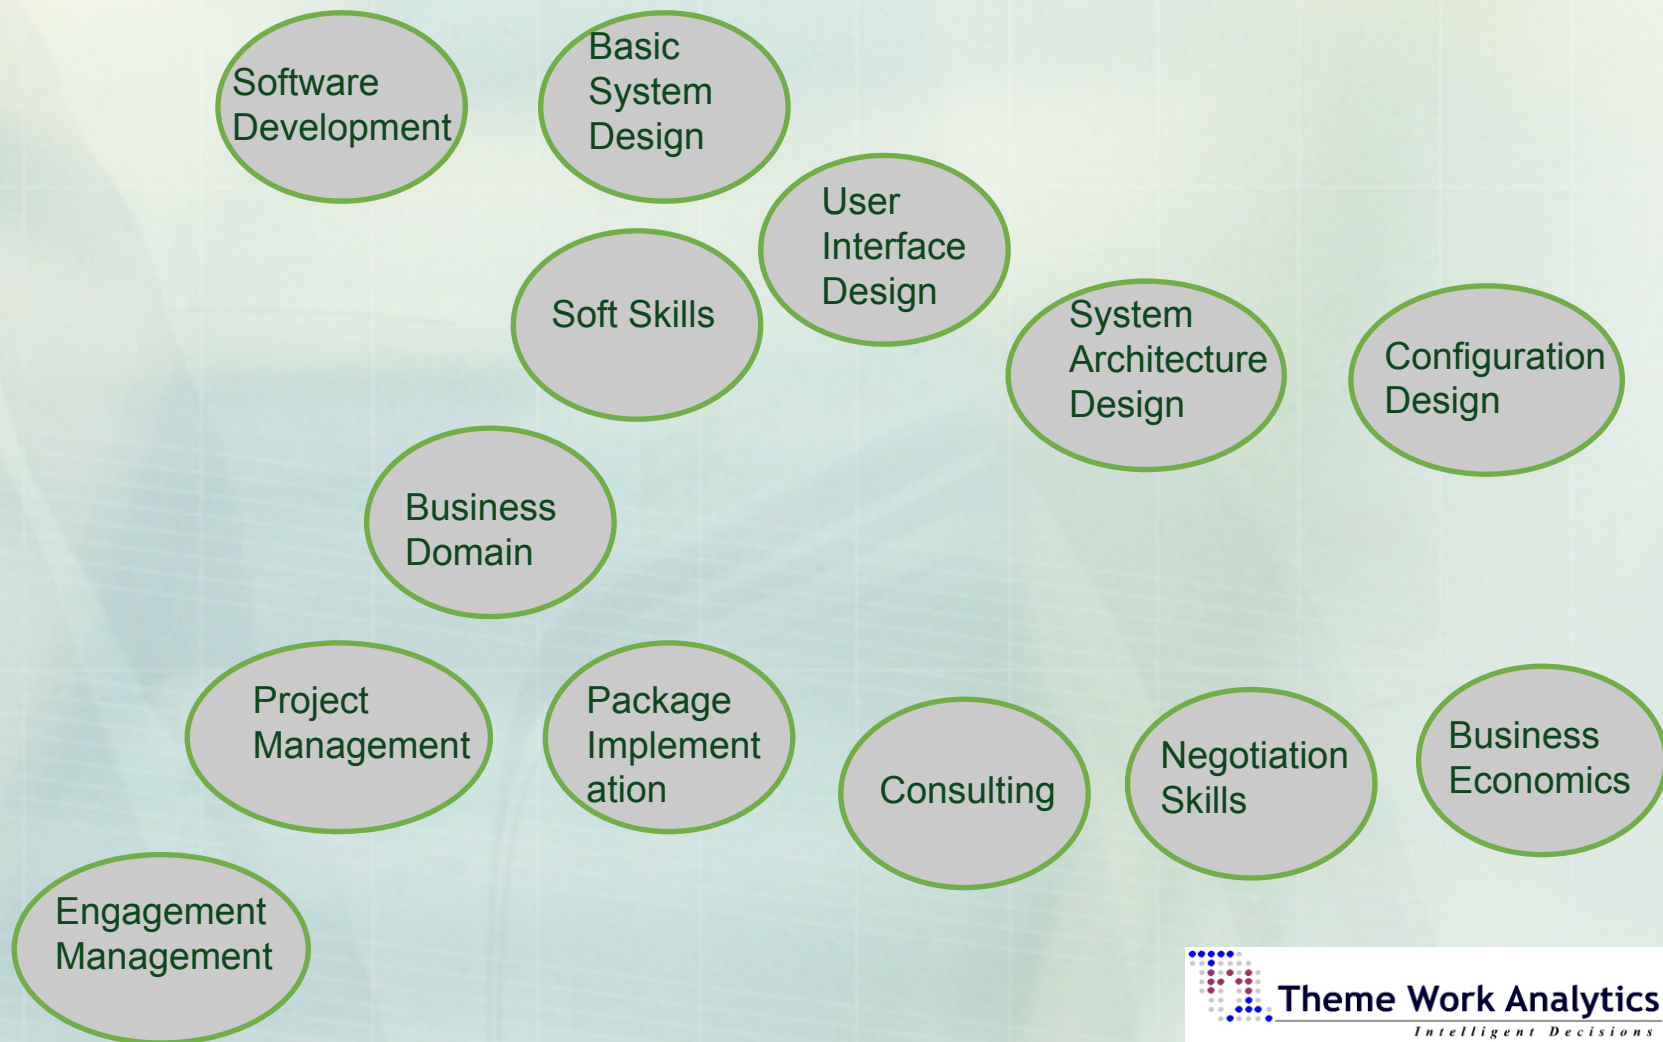 Software
Development
Basic
System
Design
User
Interface
Design
Soft Skills
System
Architecture
Design
Configuration
Design
Business
Domain
Project
Management
Package
Implement
ation
Consulting
Negotiation
Skills
Business
Economics
Engagement
Management
Theme Work Analytics
Intelligent Decisions